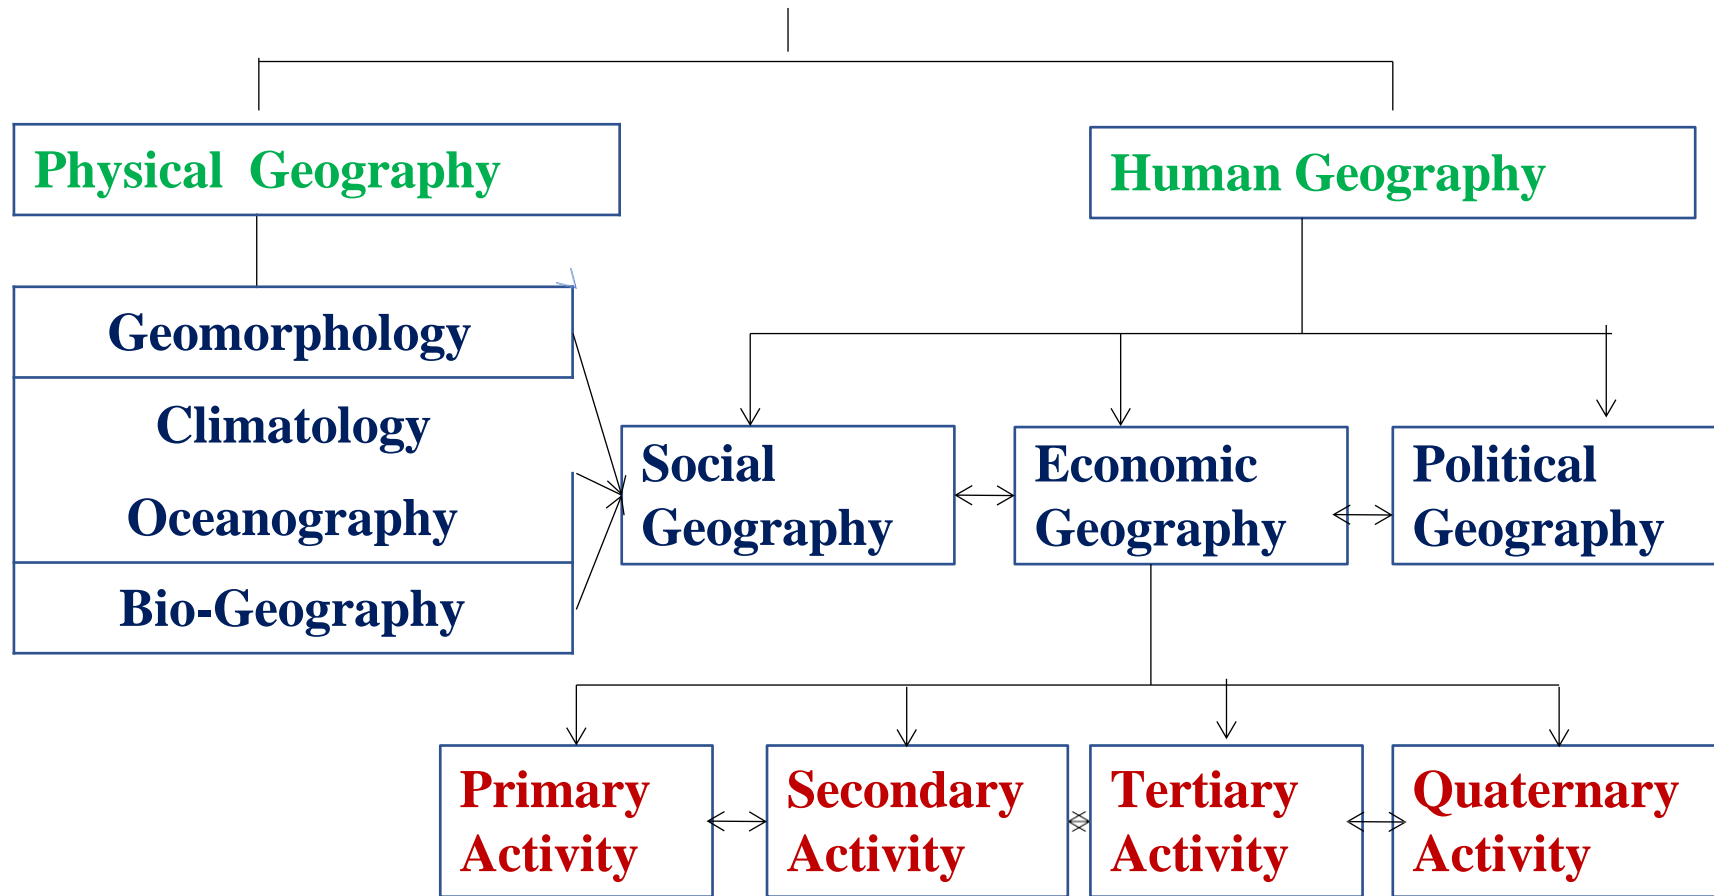 Physical  Geography
Human Geography
Geomorphology
Climatology
Oceanography
Bio-Geography
Social
Geography
Economic
Geography
Political
Geography
Primary
Activity
Secondary
Activity
Tertiary
Activity
Quaternary
Activity